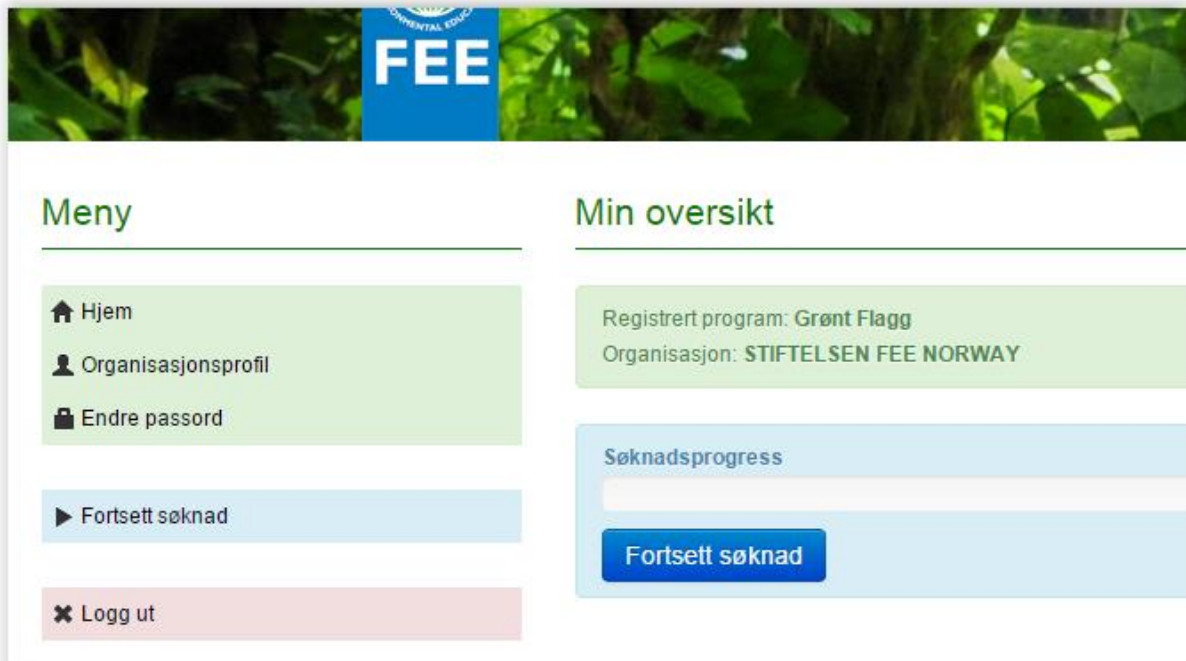 FEE
Meny
Hjem
Organisasjonsprofil
Endre passord
Fortsett søknad
Logg ut
Min oversikt
Registrert program: Grønt Flagg
Organisasjon: STIFTELSEN FEE NORWAY
Søknadsprogress
Fortsett søknad